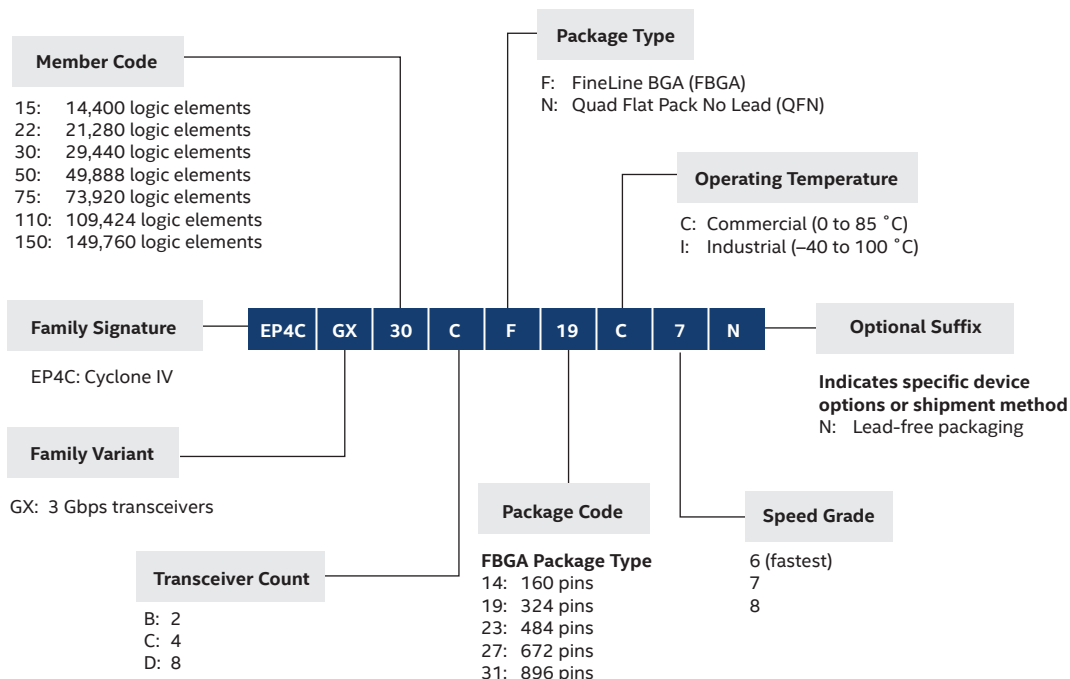 Package Type
F: FineLine BGA (FBGA)
N: Quad Flat Pack No Lead (QFN)
Member Code
15: 14,400 logic elements
22: 21,280 logic elements
30: 29,440 logic elements
50: 49,888 logic elements
75: 73,920 logic elements
110: 109,424 logic elements
150: 149,760 logic elements
Operating Temperature
C: Commercial (0 to 85 ˚C)
I: Industrial (–40 to 100 ˚C)
Family Signature
EP4C: Cyclone IV
EP4C GX 30 C F 19 C 7 N
Optional Suffix
Indicates specific device
options or shipment method
N: Lead-free packaging
Family Variant
GX: 3 Gbps transceivers
Transceiver Count
B: 2
C: 4
D: 8
Package Code
FBGA Package Type
14: 160 pins
19: 324 pins
23: 484 pins
27: 672 pins
31: 896 pins
Speed Grade
6 (fastest)
7
8